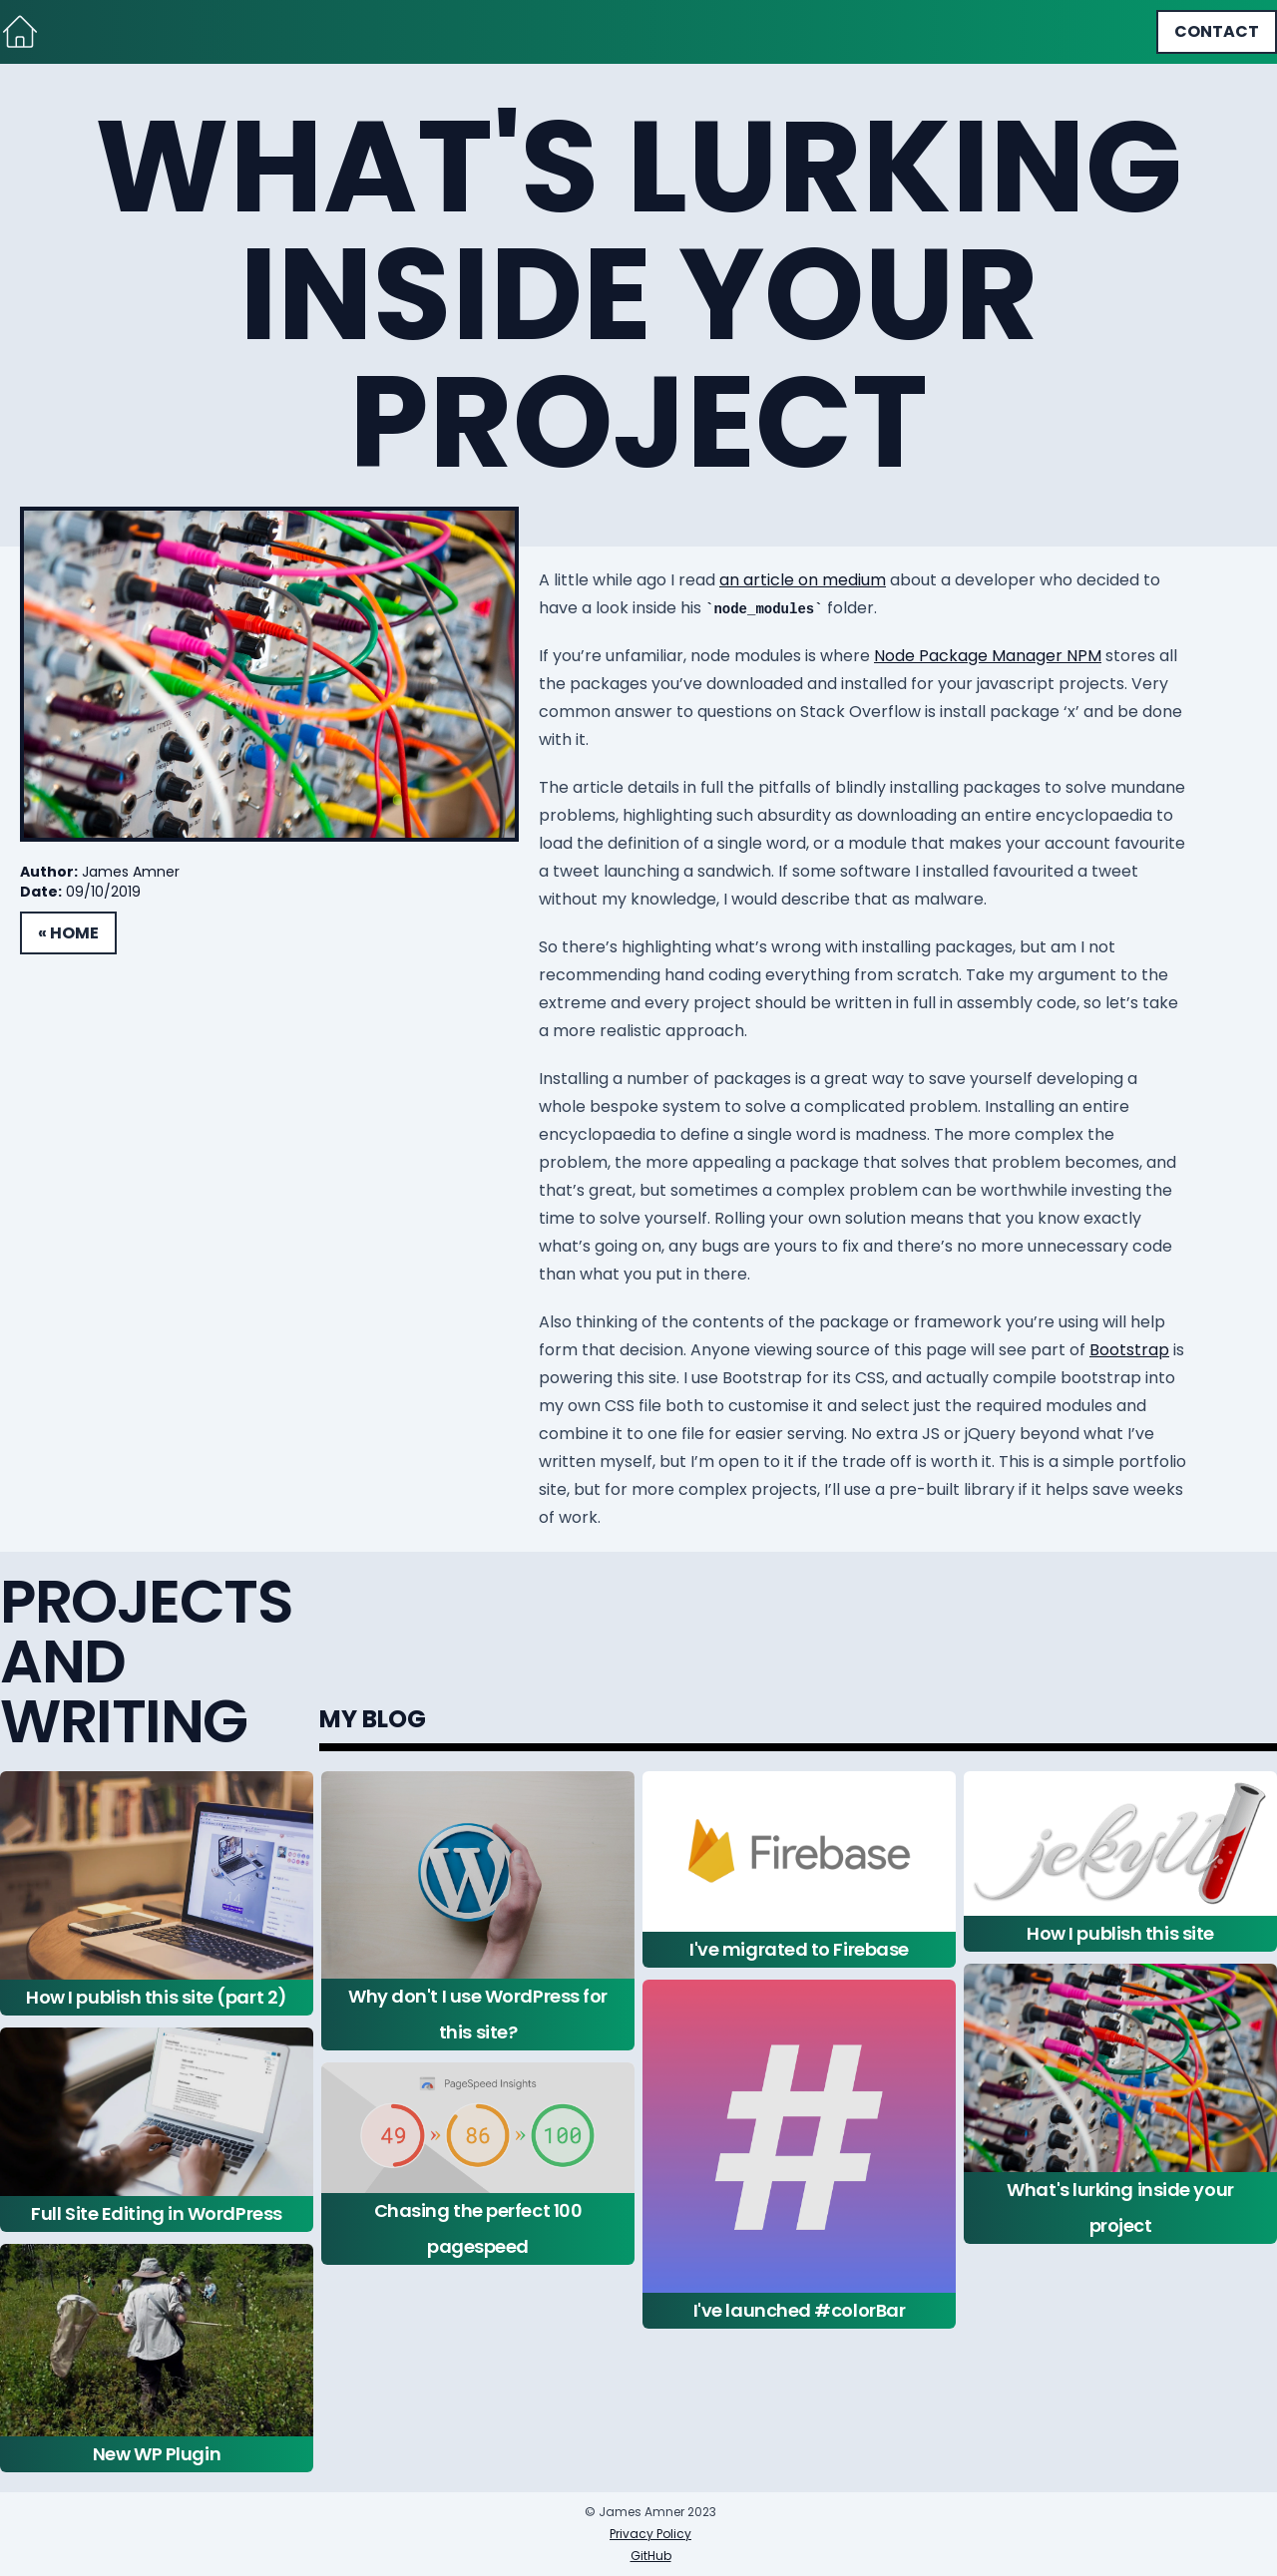 CONTACT
WHAT'S LURKING
INSIDE YOUR
PROJECT
A little while ago I read an article on medium about a developer who decided to
have a look inside his `node_modules` folder.
If you’re unfamiliar, node modules is where Node Package Manager NPM stores all
the packages you’ve downloaded and installed for your javascript projects. Very
common answer to questions on Stack Overflow is install package ‘x’ and be done
with it.
The article details in full the pitfalls of blindly installing packages to solve mundane
problems, highlighting such absurdity as downloading an entire encyclopaedia to
load the definition of a single word, or a module that makes your account favourite
a tweet launching a sandwich. If some software I installed favourited a tweet
without my knowledge, I would describe that as malware.
Author: James Amner
Date: 09/10/2019
« HOME
So there’s highlighting what’s wrong with installing packages, but am I not
recommending hand coding everything from scratch. Take my argument to the
extreme and every project should be written in full in assembly code, so let’s take
a more realistic approach.
Installing a number of packages is a great way to save yourself developing a
whole bespoke system to solve a complicated problem. Installing an entire
encyclopaedia to define a single word is madness. The more complex the
problem, the more appealing a package that solves that problem becomes, and
that’s great, but sometimes a complex problem can be worthwhile investing the
time to solve yourself. Rolling your own solution means that you know exactly
what’s going on, any bugs are yours to fix and there’s no more unnecessary code
than what you put in there.
Also thinking of the contents of the package or framework you’re using will help
form that decision. Anyone viewing source of this page will see part of Bootstrap is
powering this site. I use Bootstrap for its CSS, and actually compile bootstrap into
my own CSS file both to customise it and select just the required modules and
combine it to one file for easier serving. No extra JS or jQuery beyond what I’ve
written myself, but I’m open to it if the trade off is worth it. This is a simple portfolio
site, but for more complex projects, I’ll use a pre-built library if it helps save weeks
of work.
PROJECTS
AND
WRITING
MY BLOG
How I publish this site (part 2)
Full Site Editing in WordPress
New WP Plugin
W
Why don't I use WordPress for
this site?
PageSpeed Insights
49 » 86 » 100
Chasing the perfect 100
pagespeed
Firebase
I've migrated to Firebase
#
I've launched #colorBar
jekyll
How I publish this site
What's lurking inside your
project
© James Amner 2023
Privacy Policy
GitHub